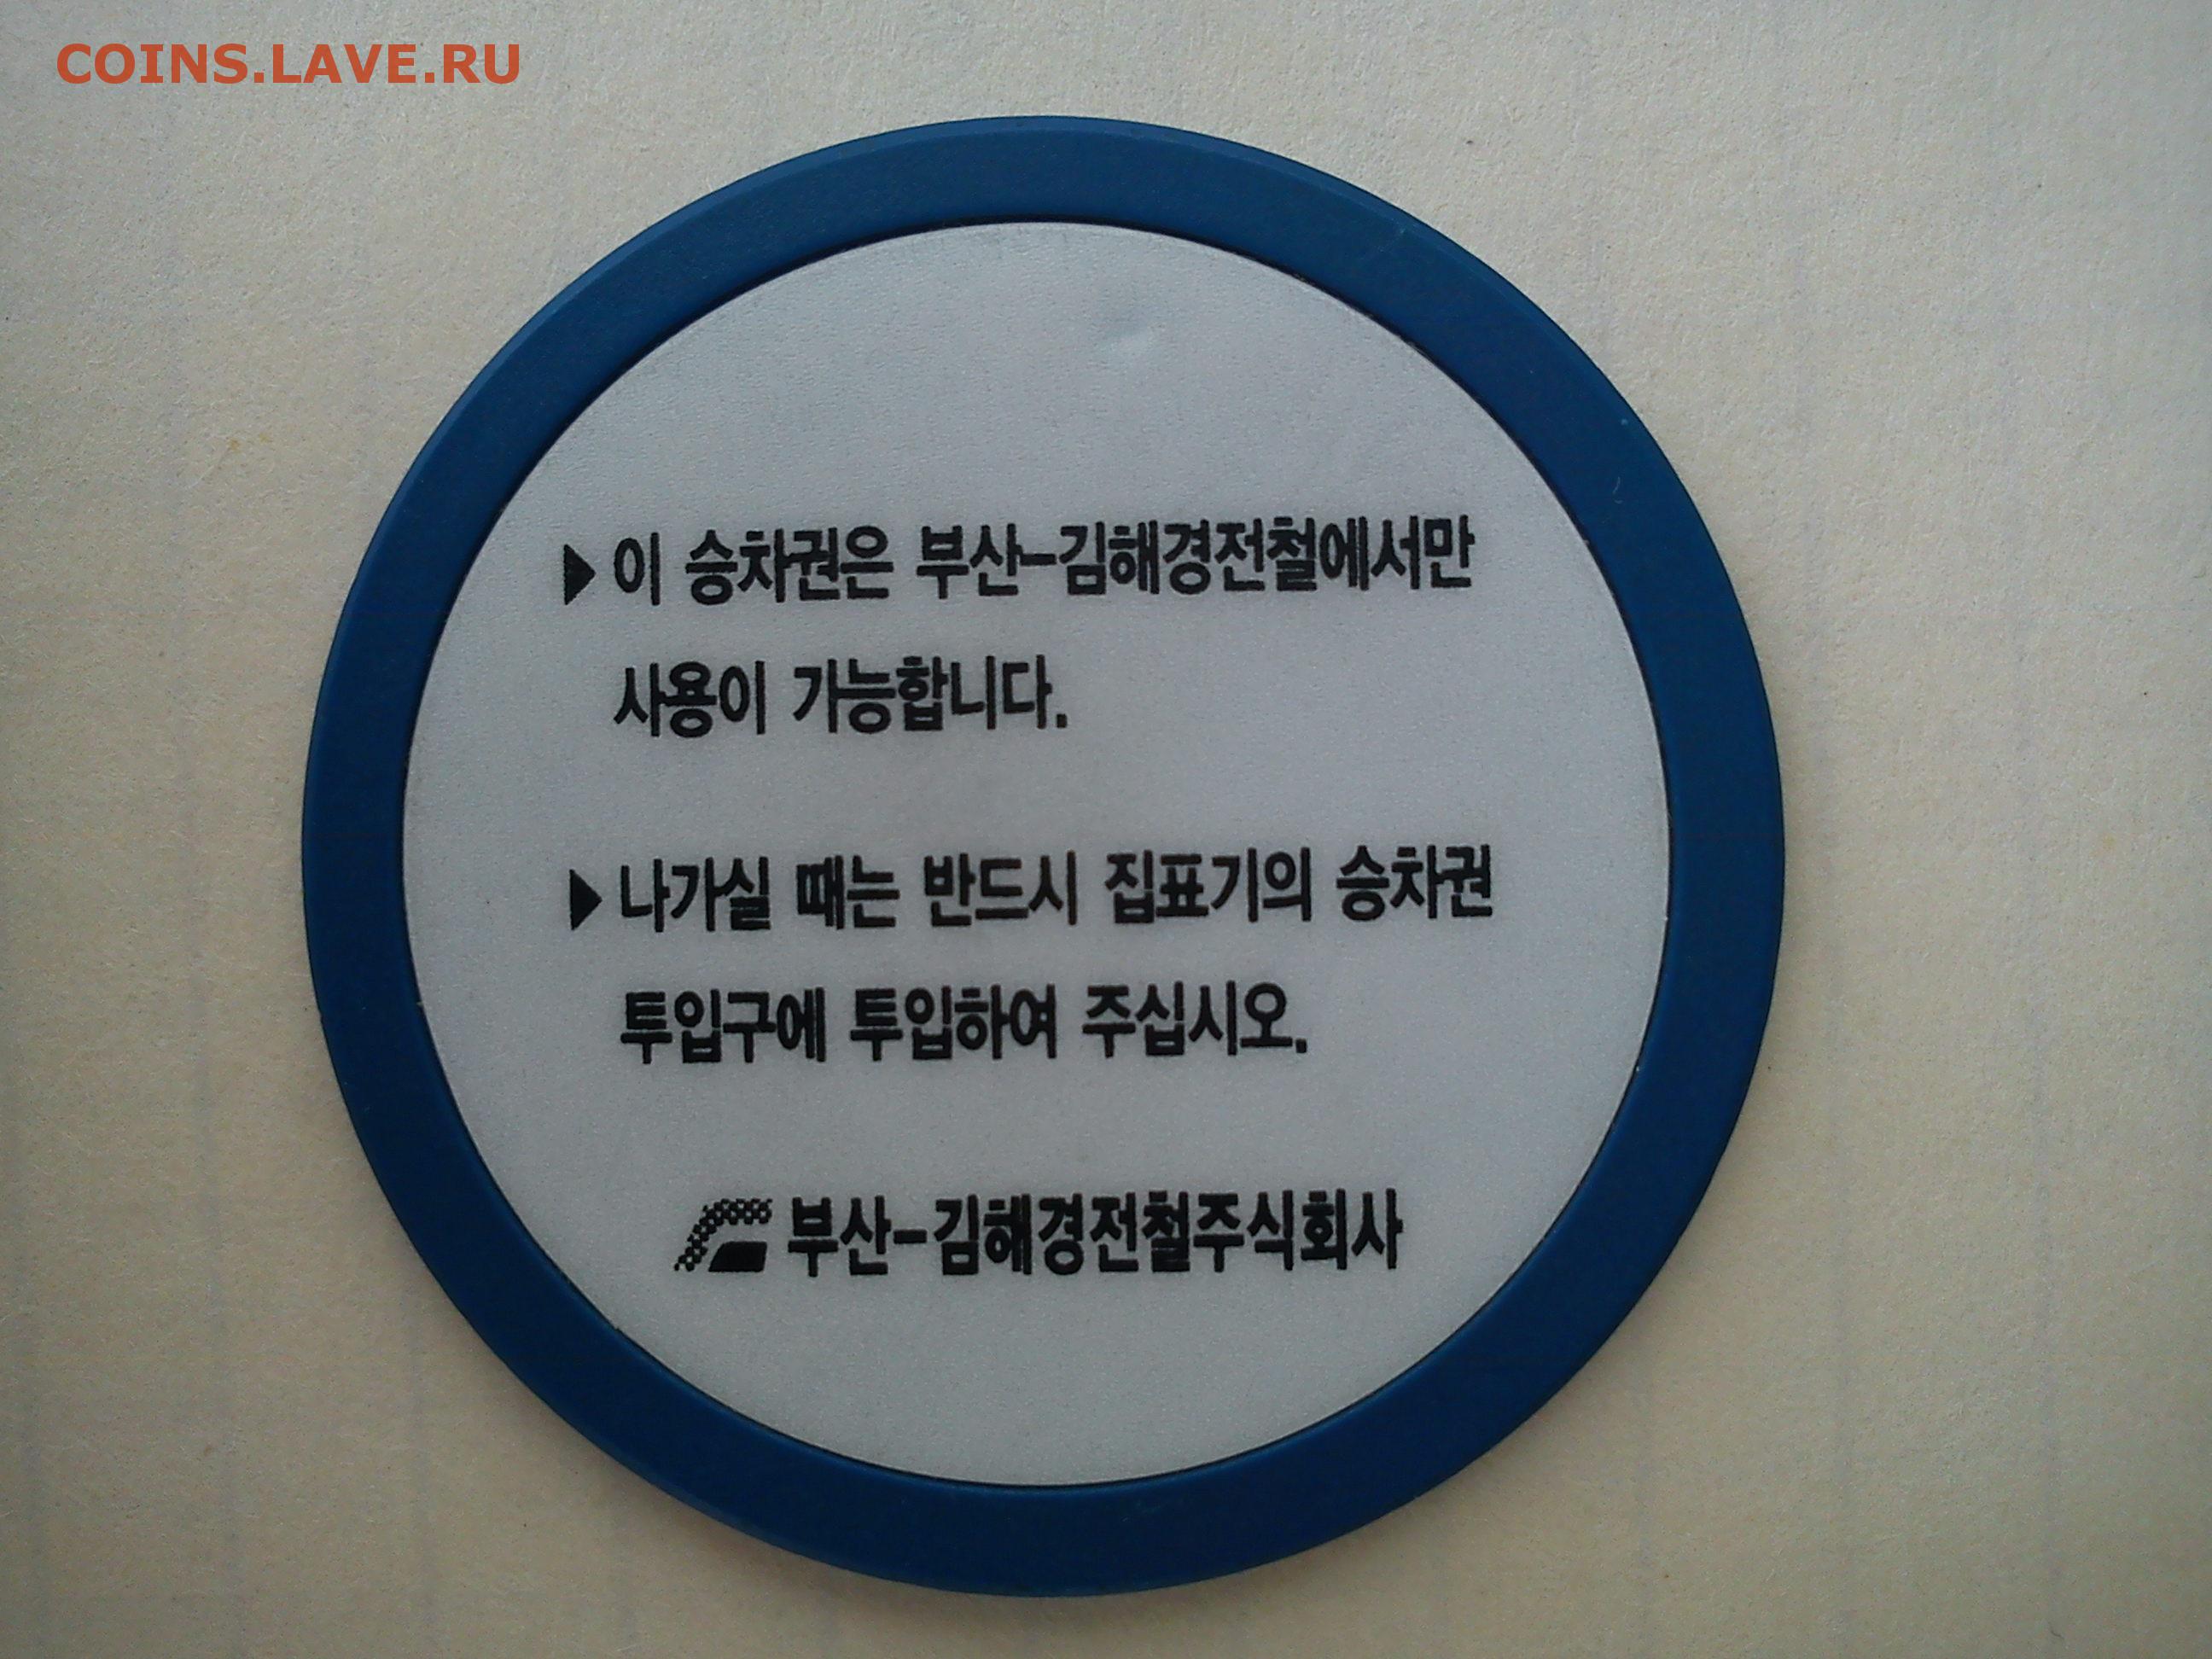 COINS.LAVE.RU
▶이 승차권은 부산-김해경전철에서만
사용이 가능합니다.
▶나가실 때는 반드시 집표기의 승차권
투입구에 투입하여 주십시오.
부산-김해경전철주식회사